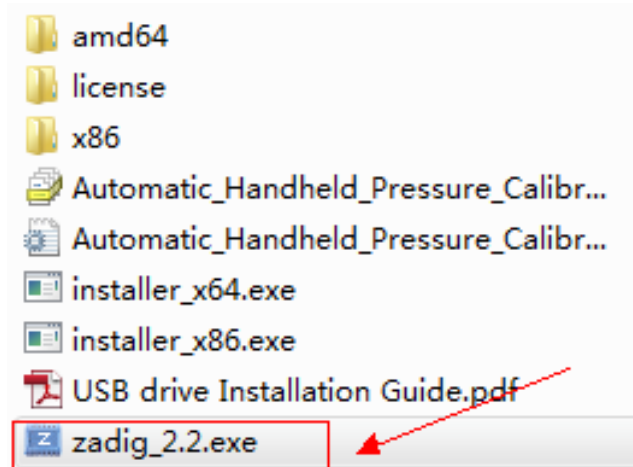 amd64
license
x86
Automatic_Handheld_Pressure_Calibr...
Automatic_Handheld_Pressure_Calibr...
installer_x64.exe
installer_x86.exe
USB drive Installation Guide.pdf
zadig_2.2.exe